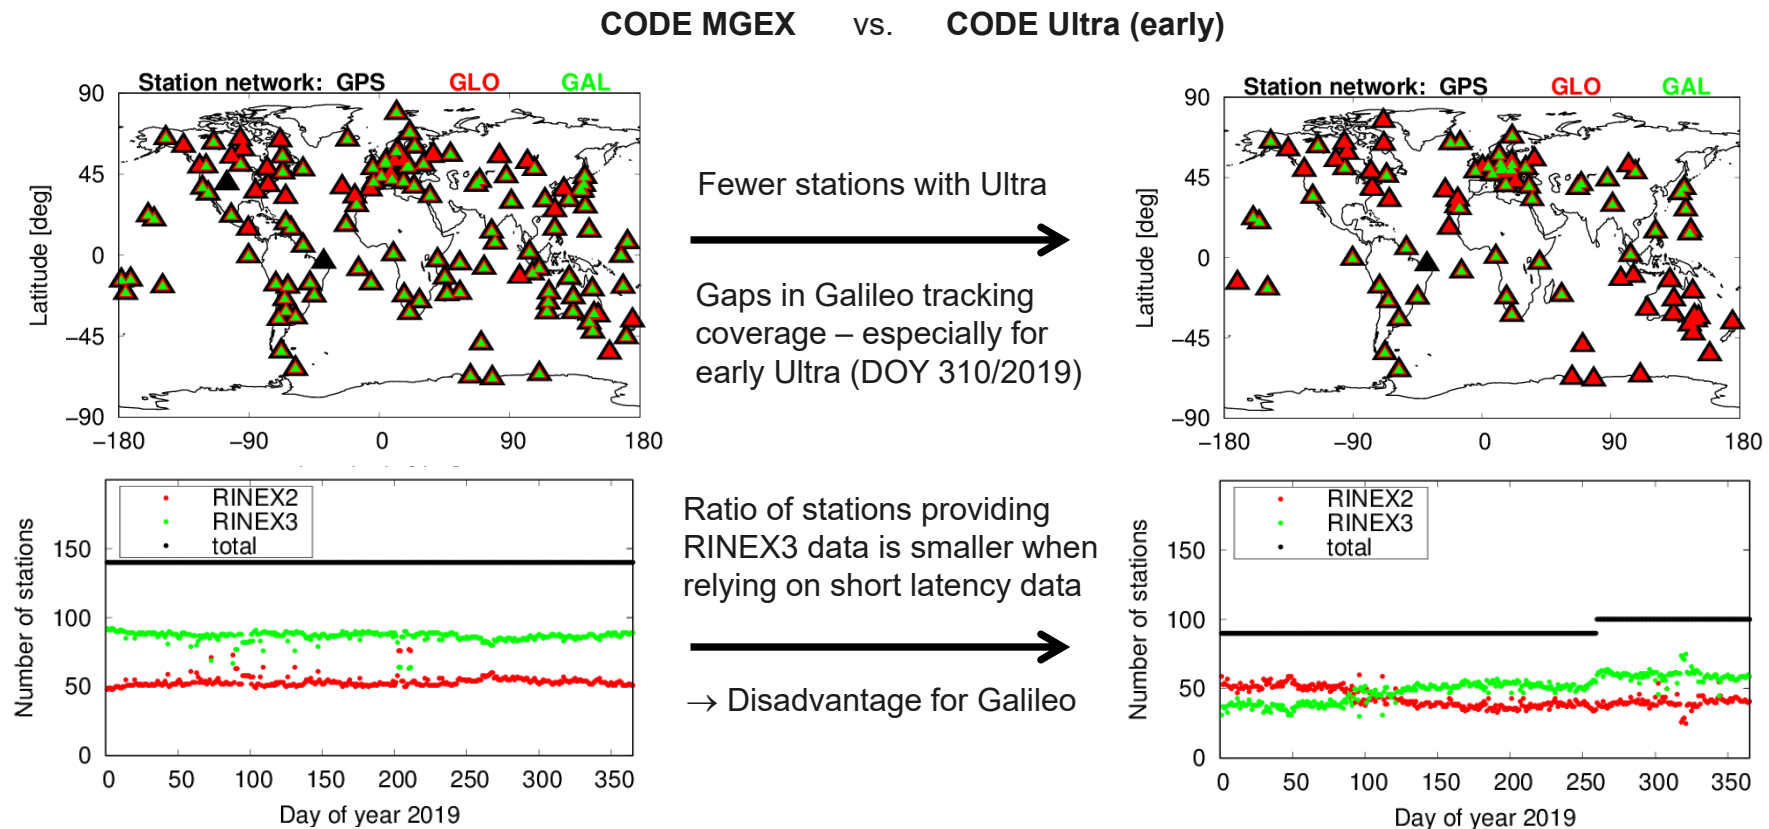 CODE MGEX vs. CODE Ultra (early)
Station network: GPS GLO GAL
90
45
0
−45
−90
Latitude [deg]
−180 −90 0 90 180
Fewer stations with Ultra
Gaps in Galileo tracking
coverage – especially for
early Ultra (DOY 310/2019)
Station network: GPS GLO GAL
90
45
0
−45
−90
Latitude [deg]
−180 −90 0 90 180
RINEX2
RINEX3
total
150
100
50
0
Number of stations
0 50 100 150 200 250 300 350
Day of year 2019
Ratio of stations providing
RINEX3 data is smaller when
relying on short latency data
→ Disadvantage for Galileo
RINEX2
RINEX3
total
150
100
50
0
Number of stations
0 50 100 150 200 250 300 350
Day of year 2019